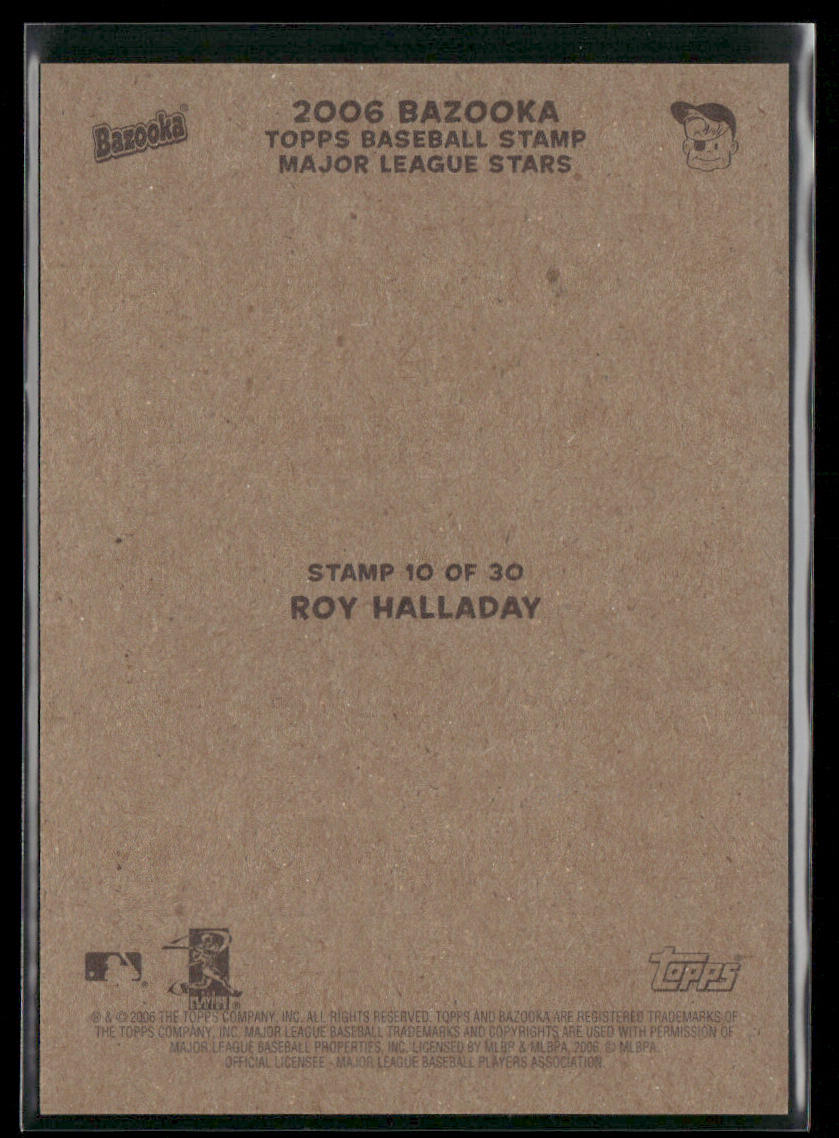 Bazooka®
2006 BAZOOKA
TOPPS BASEBALL STAMP
MAJOR LEAGUE STARS
STAMP 10 OF 30
ROY HALLADAY
PLAYERS
topps®
® & © 2006 THE TOPPS COMPANY, INC. ALL RIGHTS RESERVED. TOPPS AND BAZOOKA ARE REGISTERED TRADEMARKS OF
THE TOPPS COMPANY, INC. MAJOR LEAGUE BASEBALL TRADEMARKS AND COPYRIGHTS ARE USED WITH PERMISSION OF
MAJOR LEAGUE BASEBALL PROPERTIES, INC. LICENSED BY MLBP & MLBPA, 2006. © MLBPA.
OFFICIAL LICENSEE - MAJOR LEAGUE BASEBALL PLAYERS ASSOCIATION.